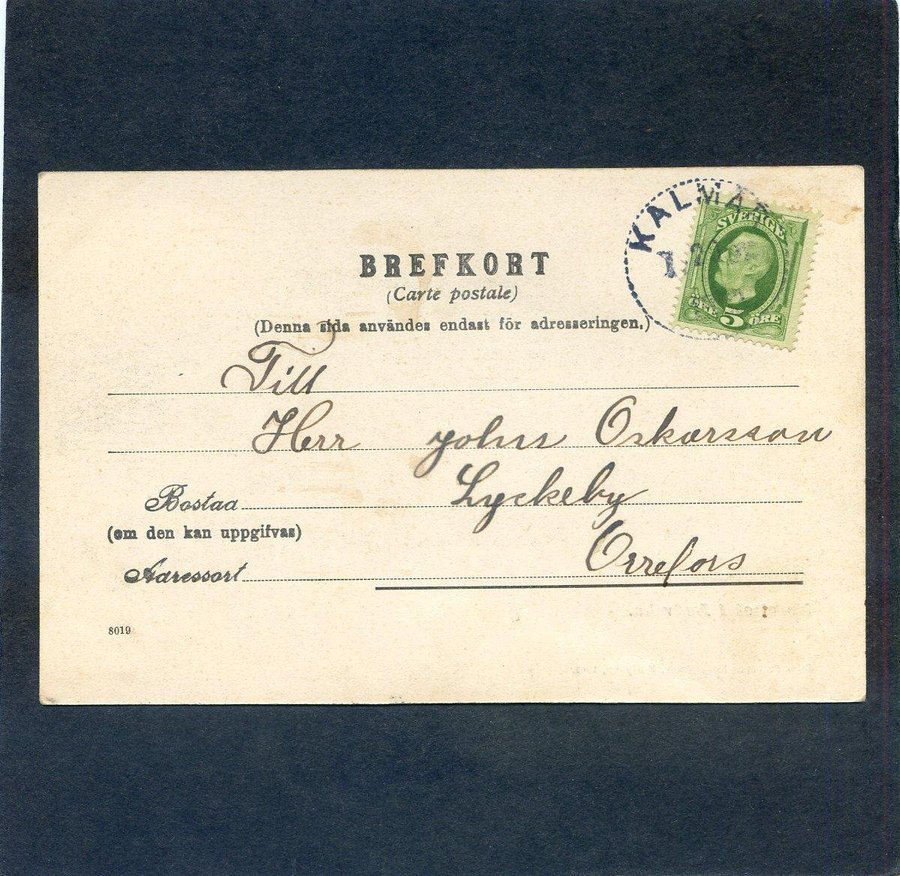 KALMAR
SVERIGE
5
ÖRE ÖRE
BREFKORT
(Carte postale)
(Denna sida användes endast för adresseringen.)
Till
Herr John Oskarsson
Bostad Lyckeby
(om den kan uppgifvas)
Adressort Orrefors
8019